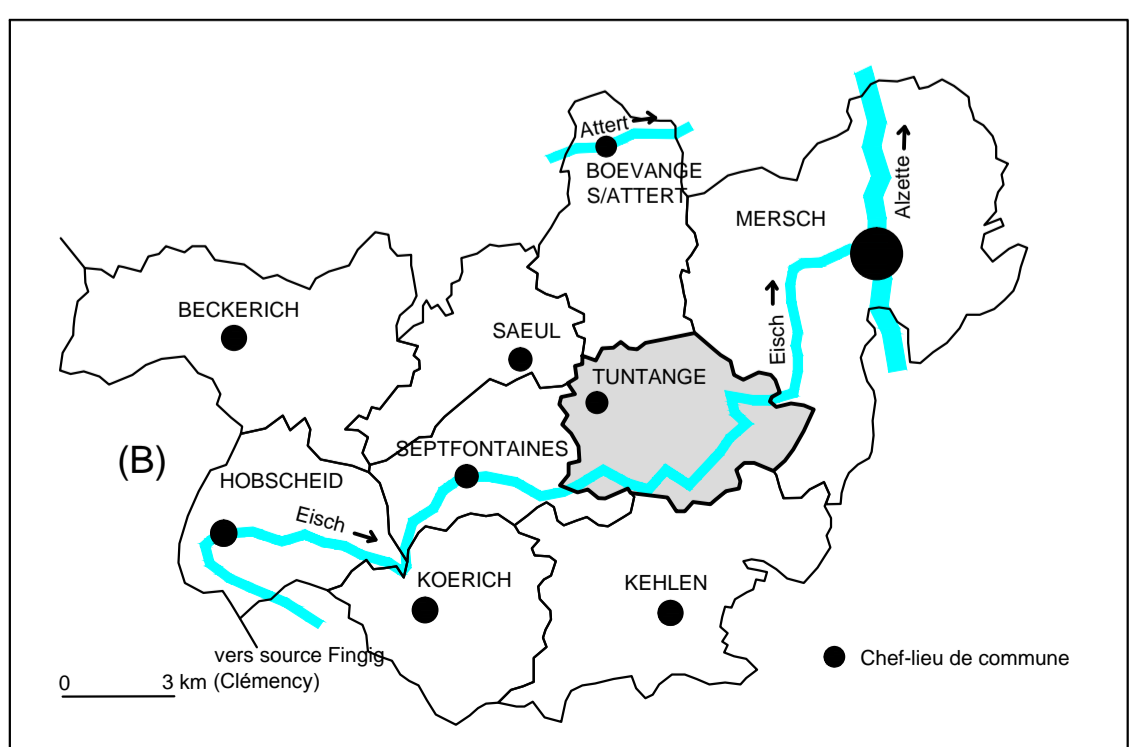 Attert
BOEVANGE
S/ATTERT
Alzette
MERSCH
BECKERICH
SAEUL
Eisch
TUNTANGE
(B)
SEPTFONTAINES
HOBSCHEID
Eisch
KOERICH
KEHLEN
vers source Fingig
(Clémency)
0 3 km
Chef-lieu de commune